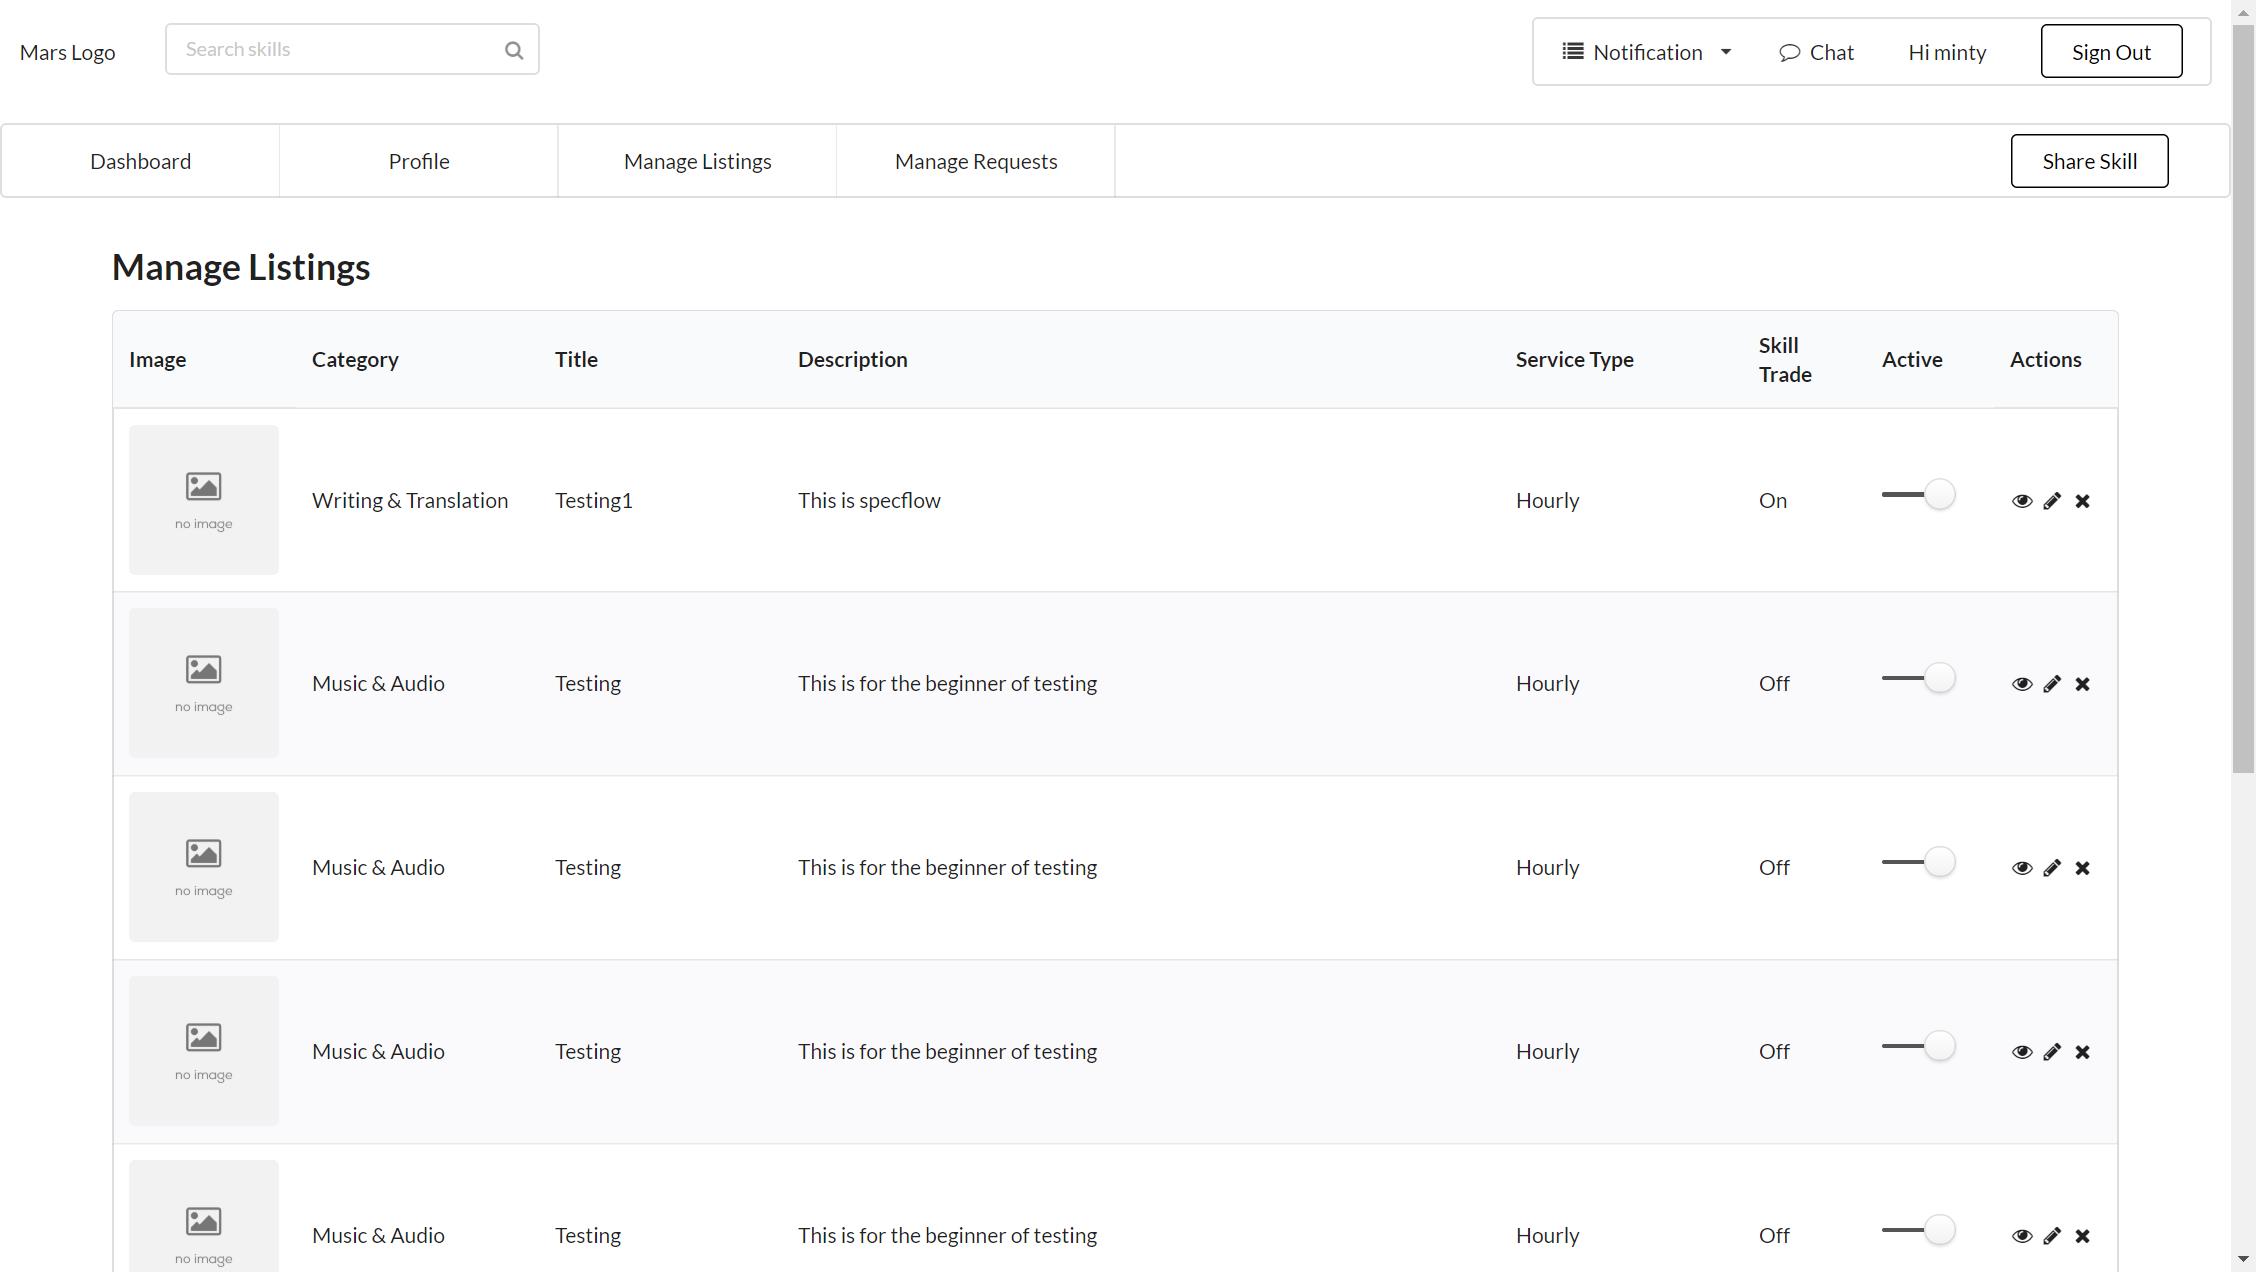 Mars Logo
Search skills
Notification
Chat
Hi minty
Sign Out
Dashboard
Profile
Manage Listings
Manage Requests
Share Skill
Manage Listings
Image Category Title Description Service Type Skill Trade Active Actions
no image
Writing & Translation Testing1 This is specflow Hourly On
no image
Music & Audio Testing This is for the beginner of testing Hourly Off
no image
Music & Audio Testing This is for the beginner of testing Hourly Off
no image
Music & Audio Testing This is for the beginner of testing Hourly Off
no image
Music & Audio Testing This is for the beginner of testing Hourly Off